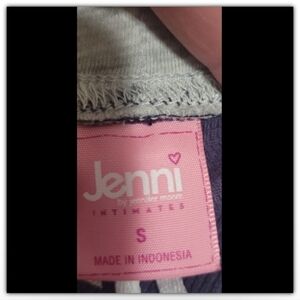 Jenni
by jennifer moore
INTIMATES
S
MADE IN INDONESIA